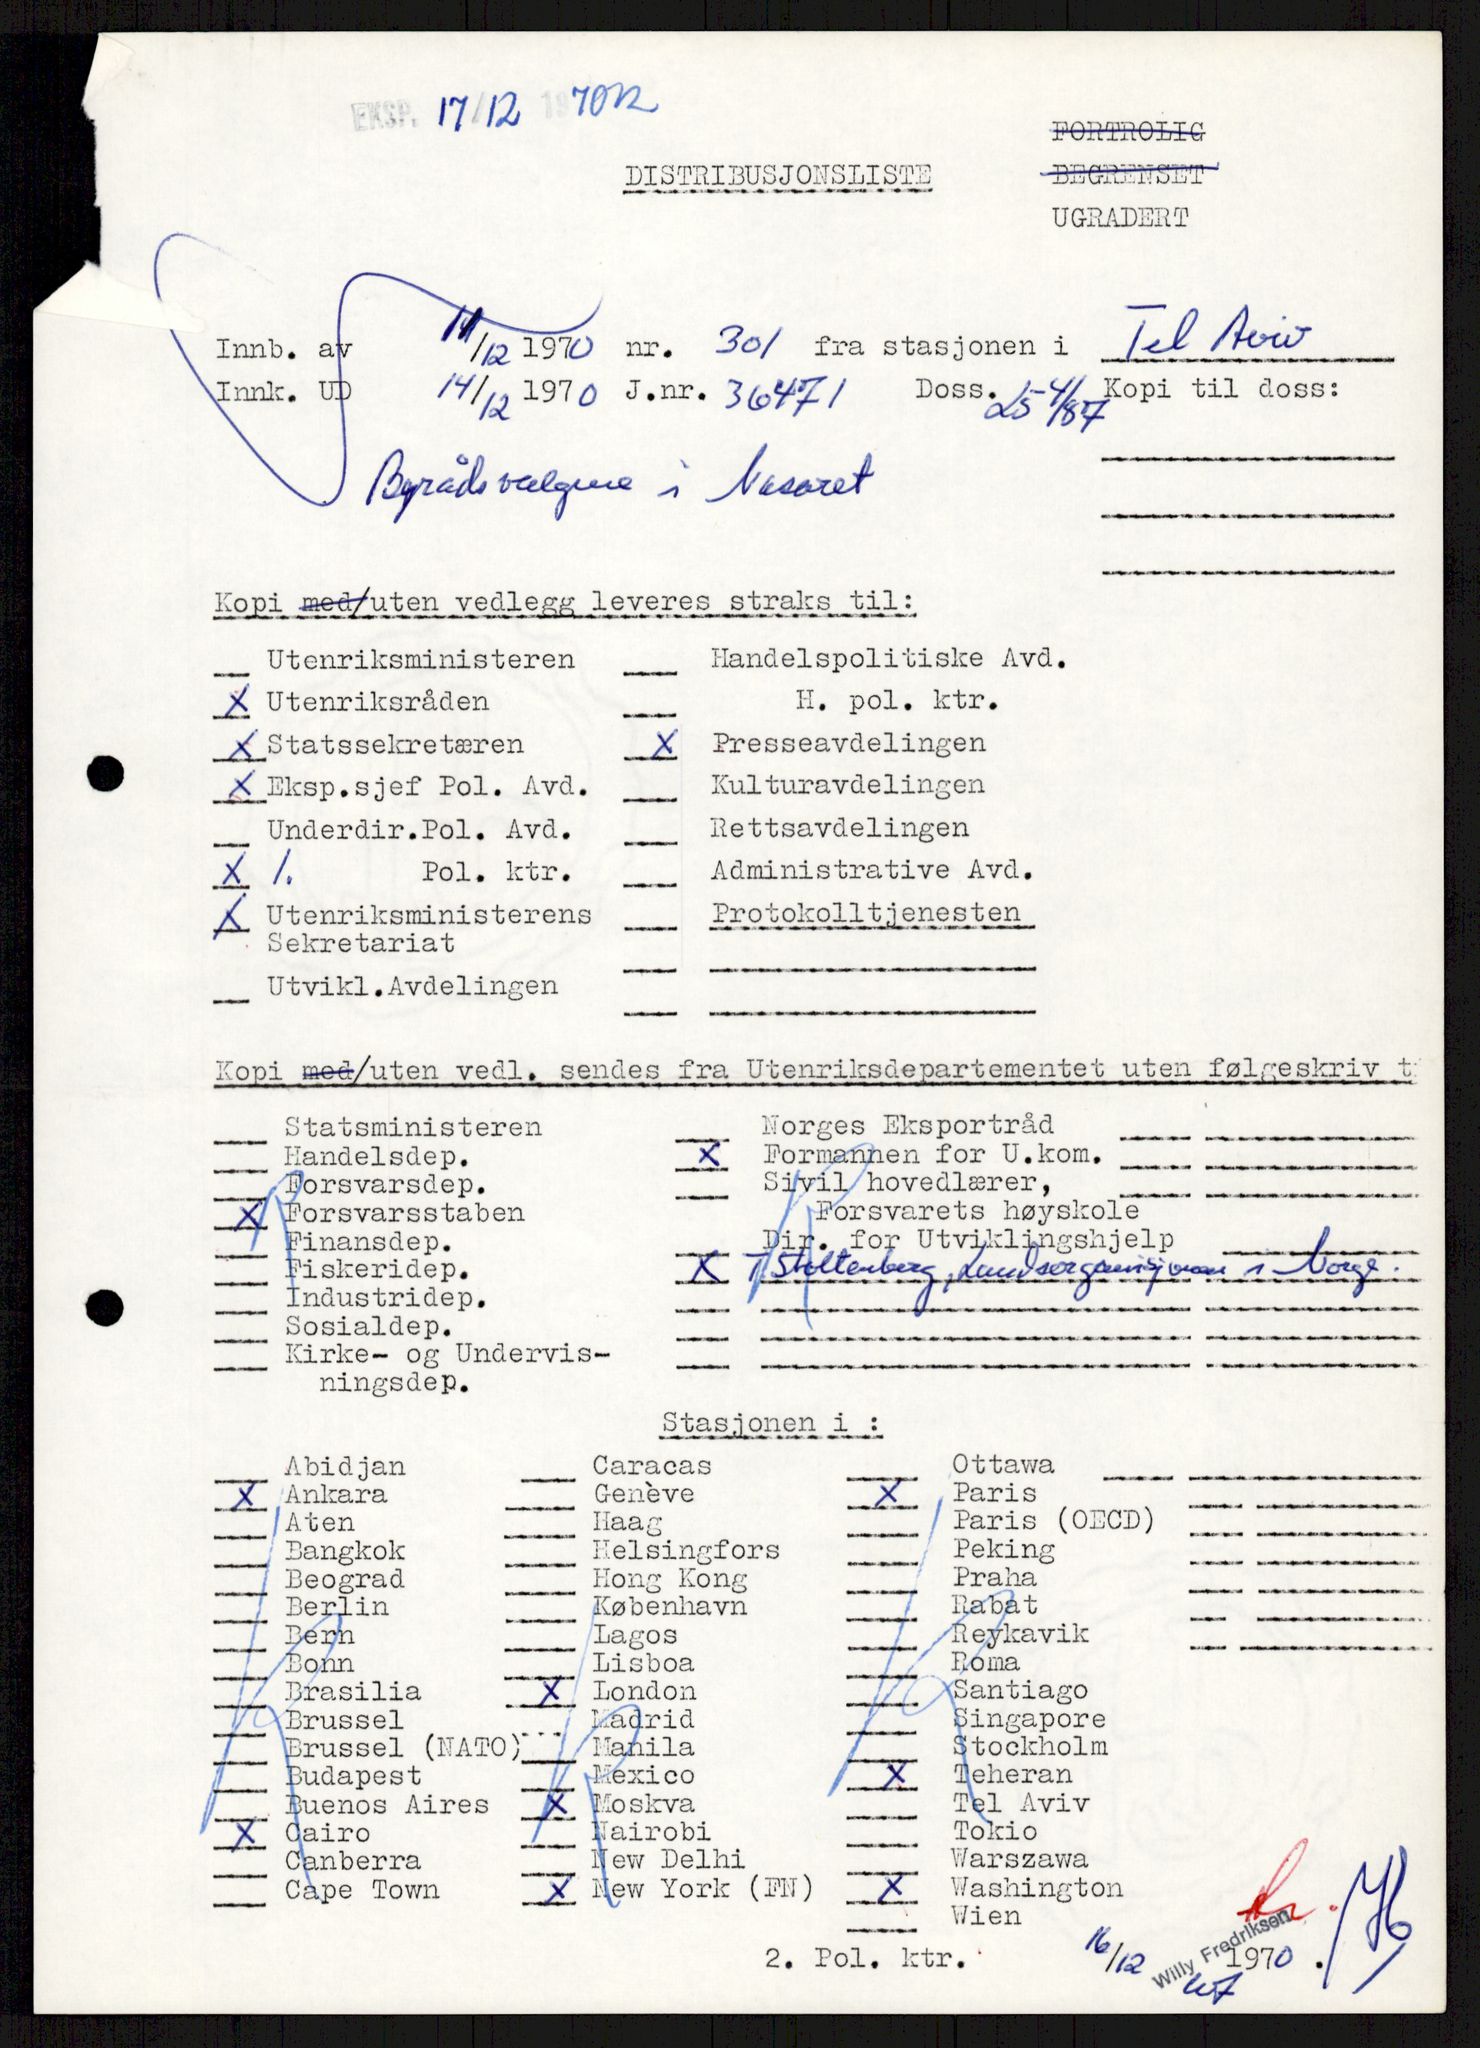 EKSP. 17/12 1970
FORTROLIG
DISTRIBUSJONSLISTE
BEGRENSET
UGRADERT
Innb. av 11/12 1970 nr. 301 fra stasjonen i Tel Aviv
Innk. UD 14/12 1970 J.nr. 36471 Doss. 25 4/87 Kopi til doss:
Byrådsvalgene i Nasaret
Kopi med/uten vedlegg leveres straks til:
Utenriksministeren Handelspolitiske Avd.
X Utenriksråden H. pol. ktr.
X Statssekretæren X Presseavdelingen
X Eksp.sjef Pol. Avd. Kulturavdelingen
Underdir.Pol. Avd. Rettsavdelingen
X 1. Pol. ktr. Administrative Avd.
X Utenriksministerens Protokolltjenesten
Sekretariat
Utvikl.Avdelingen
Kopi med/uten vedl. sendes fra Utenriksdepartementet uten følgeskriv t
Statsministeren Norges Eksportråd
Handelsdep. X Formannen for U.kom.
Forsvarsdep. Sivil hovedlærer,
X Forsvarsstaben Forsvarets høyskole
Finansdep. Dir. for Utviklingshjelp
Fiskeridep. X T. Stoltenberg, Landsorganisjonen i Norge.
Industridep.
Sosialdep.
Kirke- og Undervis-
ningsdep.
Stasjonen i :
Abidjan Caracas Ottawa
X Ankara Genève X Paris
Aten Haag Paris (OECD)
Bangkok Helsingfors Peking
Beograd Hong Kong Praha
Berlin København Rabat
Bern Lagos Reykavik
Bonn Lisboa Roma
Brasilia X London Santiago
Brussel Madrid Singapore
Brussel (NATO) Manila Stockholm
Budapest Mexico X Teheran
Buenos Aires X Moskva Tel Aviv
X Cairo Nairobi Tokio
Canberra New Delhi Warszawa
Cape Town X New York (FN) X Washington
Wien
2. Pol. ktr. 16/12 1970.
Willy Fredriksen